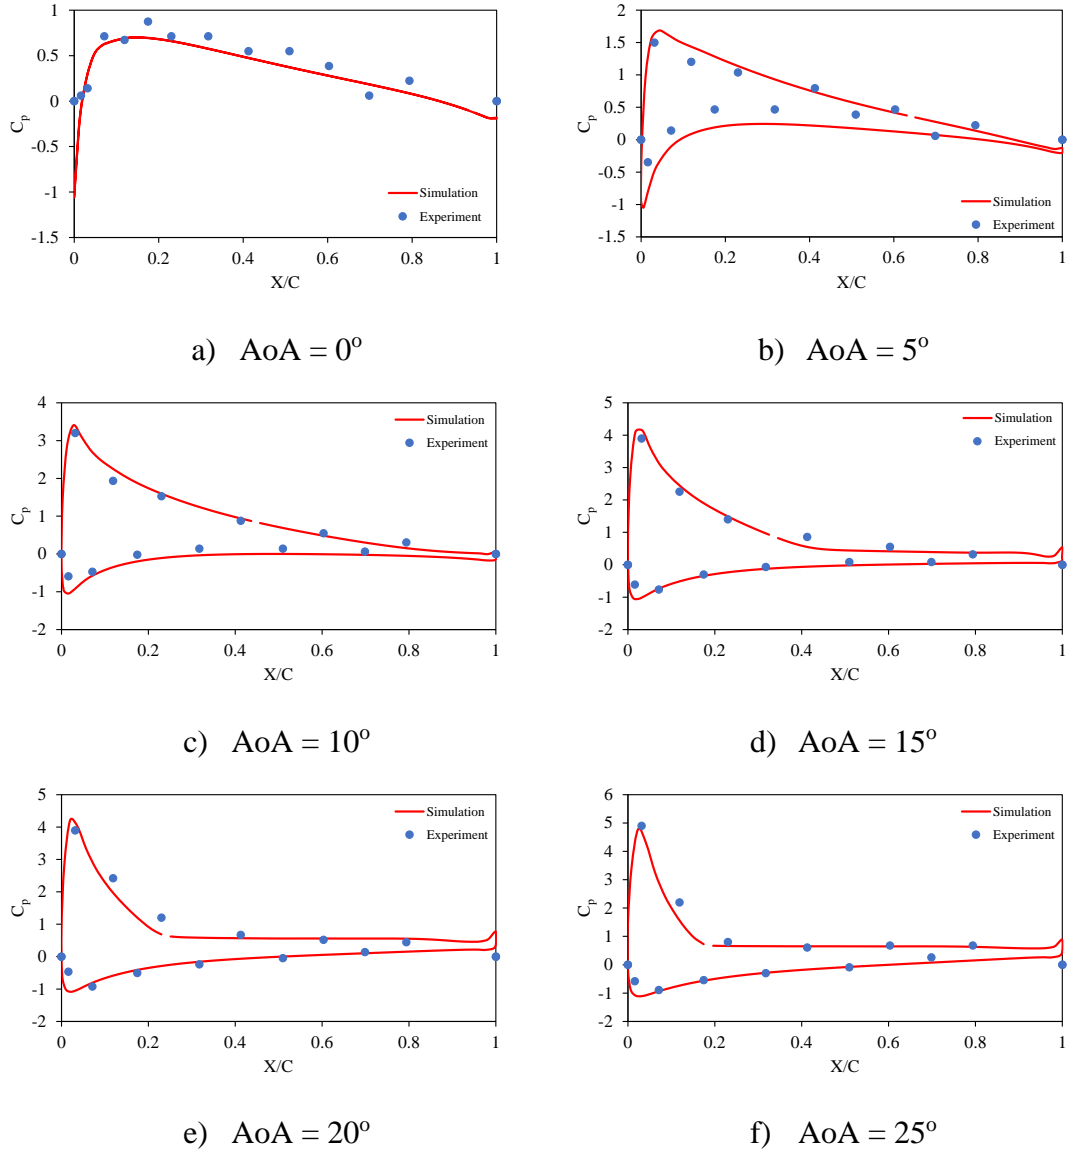 1
0.5
0
-0.5
-1
-1.5
C_p
0 0.2 0.4 0.6 0.8 1
X/C
Simulation
Experiment
a) AoA = 0°
2
1.5
1
0.5
0
-0.5
-1
-1.5
C_p
0 0.2 0.4 0.6 0.8 1
X/C
Simulation
Experiment
b) AoA = 5°
4
3
2
1
0
-1
-2
C_p
0 0.2 0.4 0.6 0.8 1
X/C
Simulation
Experiment
c) AoA = 10°
5
4
3
2
1
0
-1
-2
C_p
0 0.2 0.4 0.6 0.8 1
X/C
Simulation
Experiment
d) AoA = 15°
5
4
3
2
1
0
-1
-2
C_p
0 0.2 0.4 0.6 0.8 1
X/C
Simulation
Experiment
e) AoA = 20°
6
5
4
3
2
1
0
-1
-2
C_p
0 0.2 0.4 0.6 0.8 1
X/C
Simulation
Experiment
f) AoA = 25°